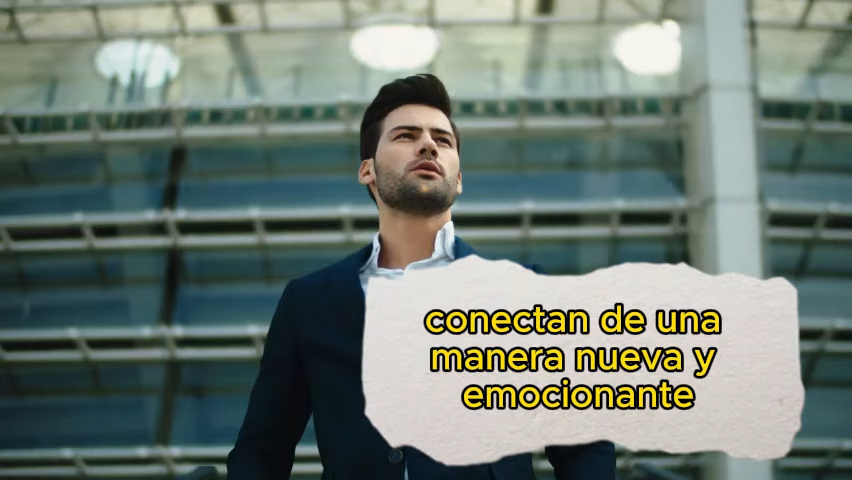 conectan de una
manera nueva y
emocionante